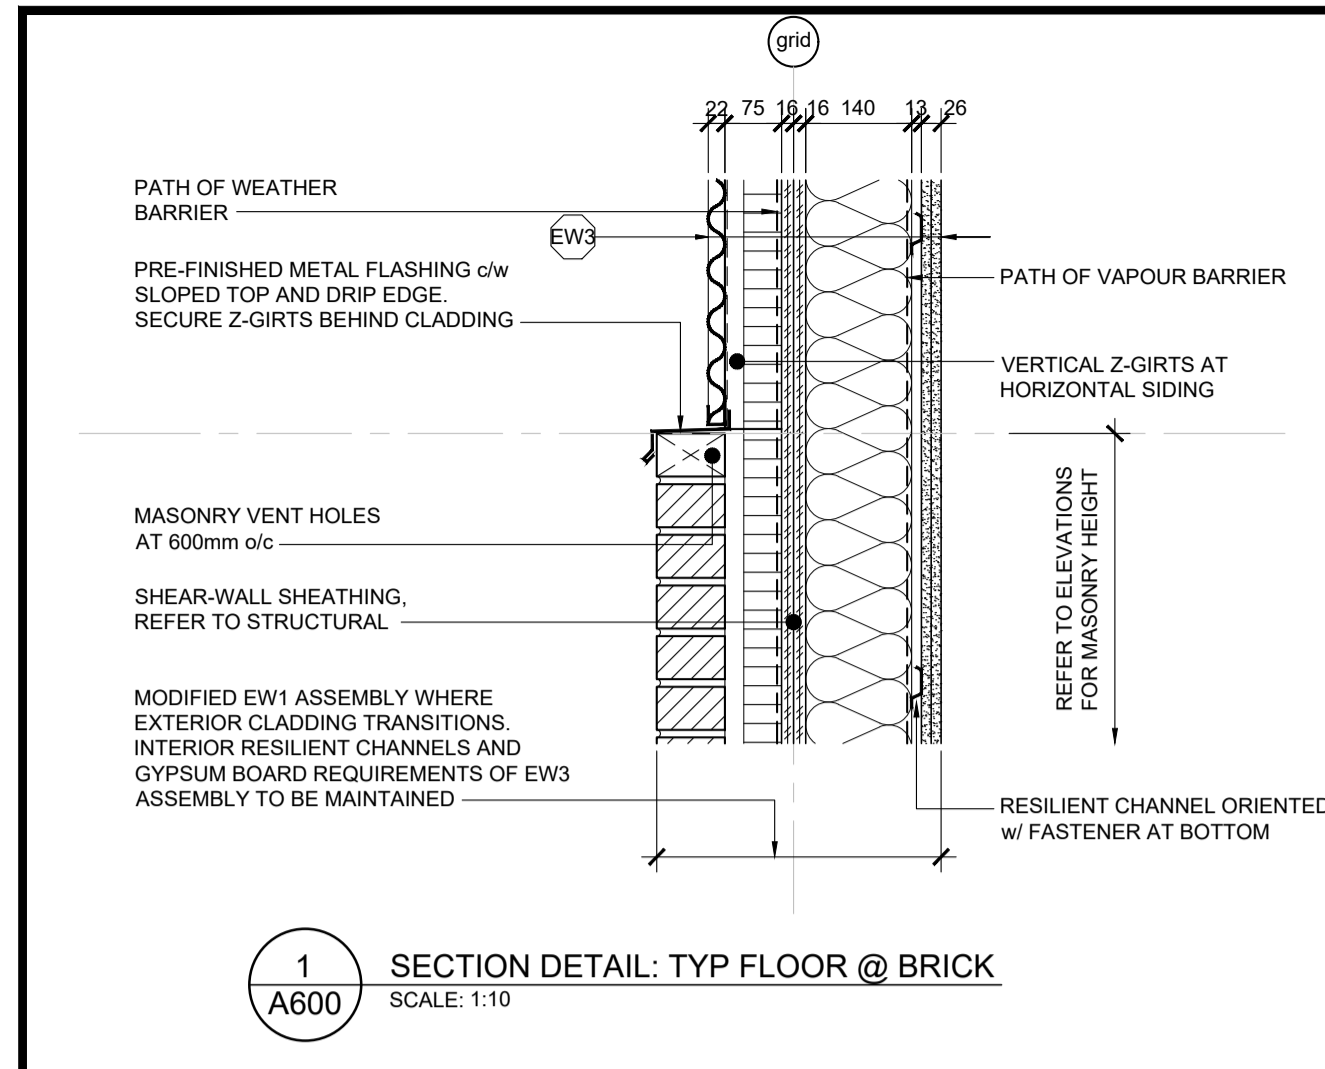 grid
22 75 16 16 140 13 26
PATH OF WEATHER
BARRIER
EW3
PRE-FINISHED METAL FLASHING c/w
SLOPED TOP AND DRIP EDGE.
SECURE Z-GIRTS BEHIND CLADDING
PATH OF VAPOUR BARRIER
VERTICAL Z-GIRTS AT
HORIZONTAL SIDING
MASONRY VENT HOLES
AT 600mm o/c
REFER TO ELEVATIONS
FOR MASONRY HEIGHT
SHEAR-WALL SHEATHING,
REFER TO STRUCTURAL
MODIFIED EW1 ASSEMBLY WHERE
EXTERIOR CLADDING TRANSITIONS.
INTERIOR RESILIENT CHANNELS AND
GYPSUM BOARD REQUIREMENTS OF EW3
ASSEMBLY TO BE MAINTAINED
RESILIENT CHANNEL ORIENTED
w/ FASTENER AT BOTTOM
1
A600
SECTION DETAIL: TYP FLOOR @ BRICK
SCALE: 1:10